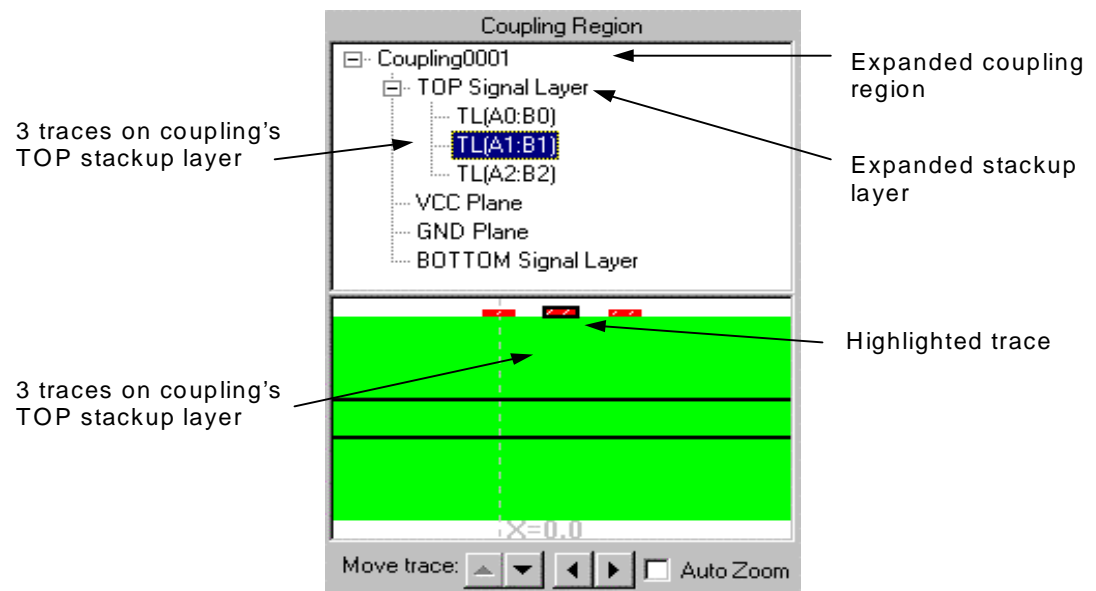 Coupling Region
Coupling0001
TOP Signal Layer
TL(A0:B0)
TL(A1:B1)
TL(A2:B2)
VCC Plane
GND Plane
BOTTOM Signal Layer
3 traces on coupling's
TOP stackup layer
Expanded coupling
region
Expanded stackup
layer
Highlighted trace
3 traces on coupling's
TOP stackup layer
X=0.0
Move trace:
Auto Zoom